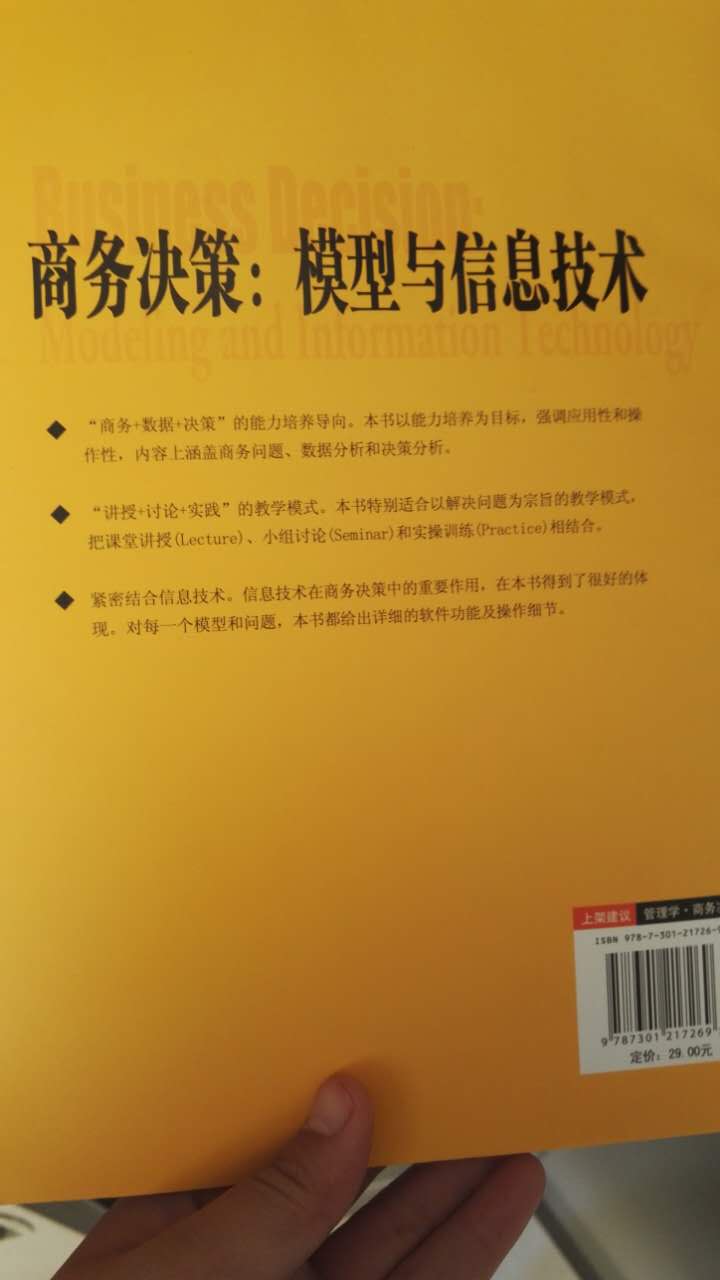 Business Decision:
商务决策：模型与信息技术
Modeling and Information Technology
◆ “商务+数据+决策”的能力培养导向。本书以能力培养为目标，强调应用性和操
作性，内容上涵盖商务问题、数据分析和决策分析。
◆ “讲授+讨论+实践”的教学模式。本书特别适合以解决问题为宗旨的教学模式，
把课堂讲授(Lecture)、小组讨论(Seminar)和实操训练(Practice)相结合。
◆ 紧密结合信息技术。信息技术在商务决策中的重要作用，在本书得到了很好的体
现。对每一个模型和问题，本书都给出详细的软件功能及操作细节。
上架建议 管理学·商务
ISBN 978-7-301-21726-
9 787301 217269
定价：29.00元